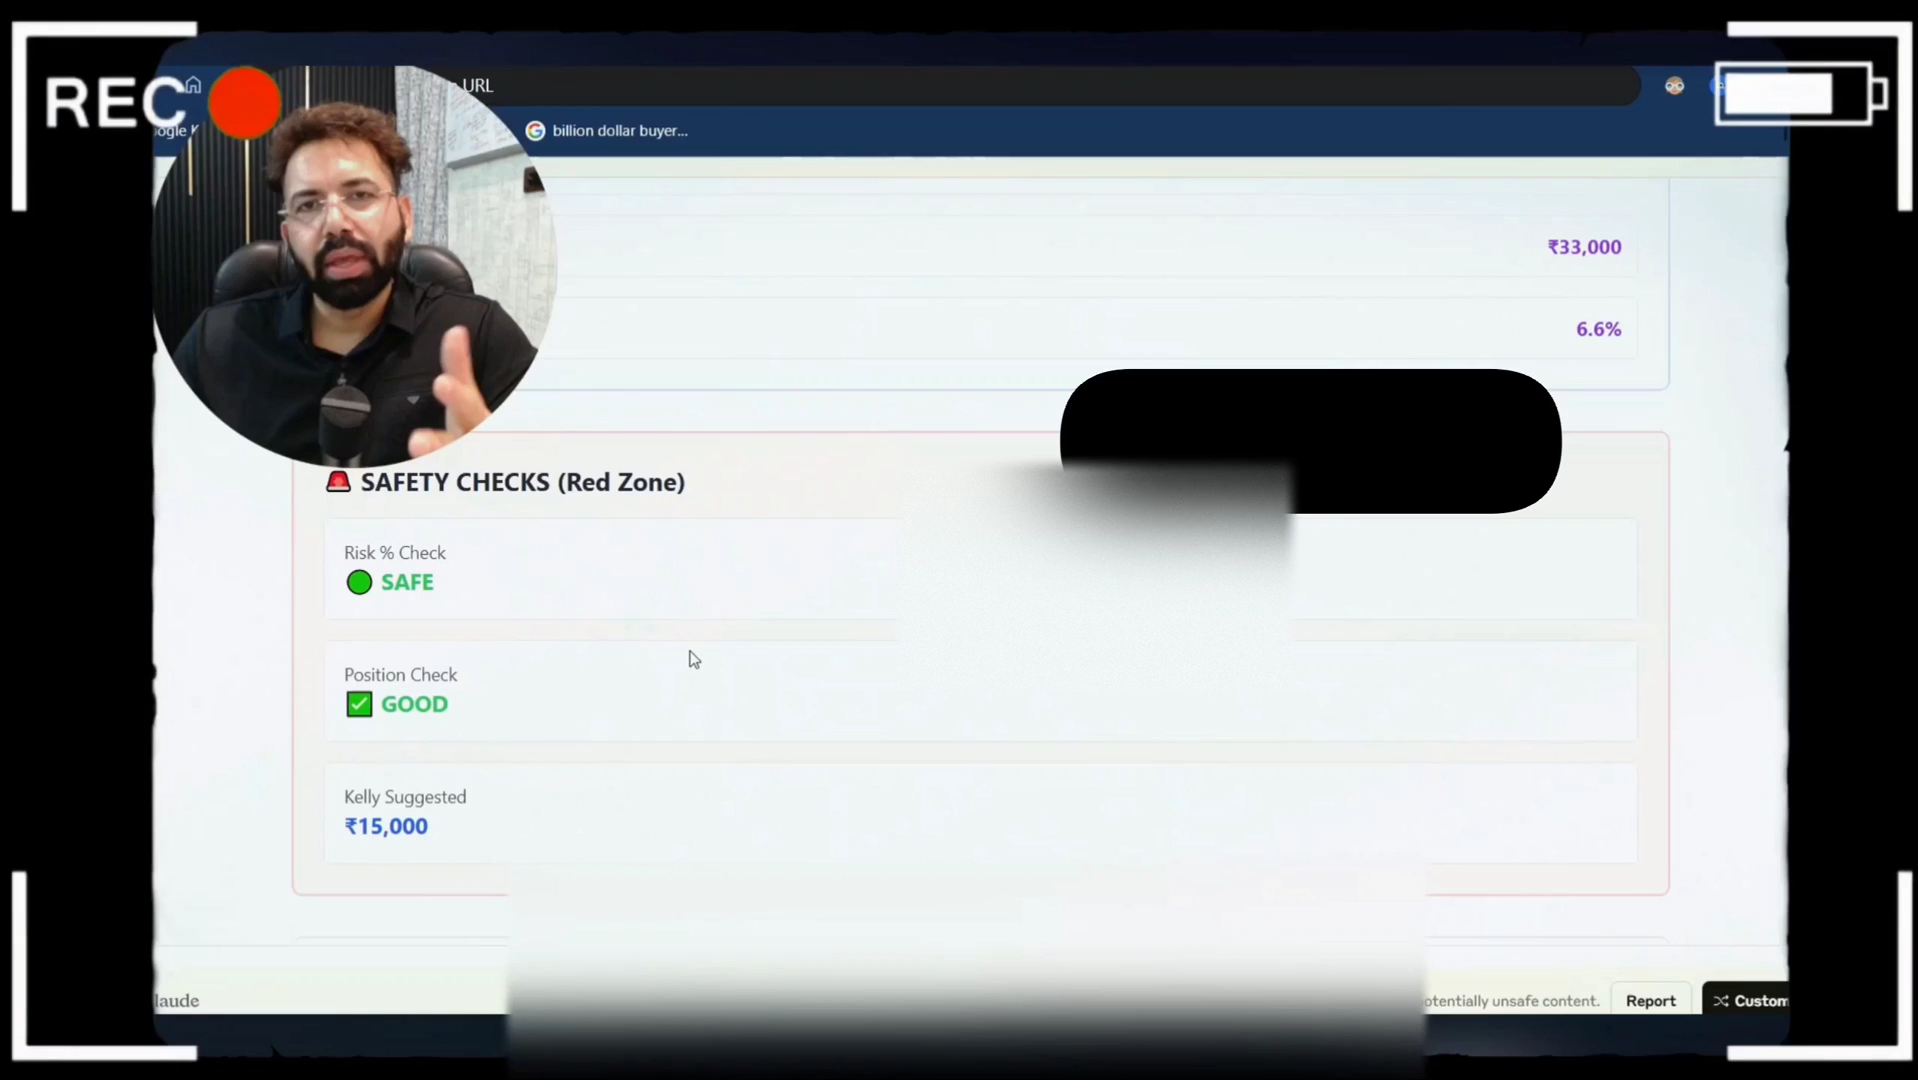 REC
URL
billion dollar buyer...
₹33,000
6.6%
SAFETY CHECKS (Red Zone)
Risk % Check
SAFE
Position Check
GOOD
Kelly Suggested
₹15,000
laude
otentially unsafe content.
Report
Custom